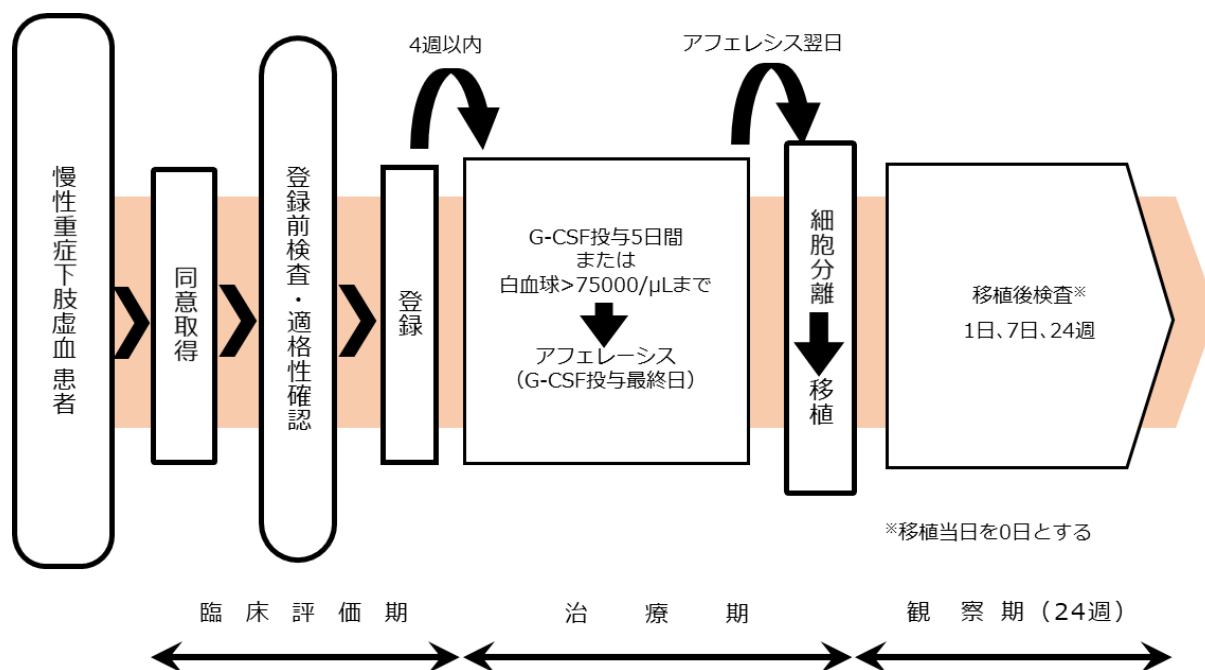 慢性重症下肢虚血 患者
同意取得
登録前検査・適格性確認
登録
4週以内
G-CSF投与5日間
または
白血球>75000/μLまで
アフェレーシス
（G-CSF投与最終日）
アフェレシス翌日
細胞分離
移植
移植後検査※
1日、7日、24週
※移植当日を0日とする
臨床評価期
治療期
観察期（24週）